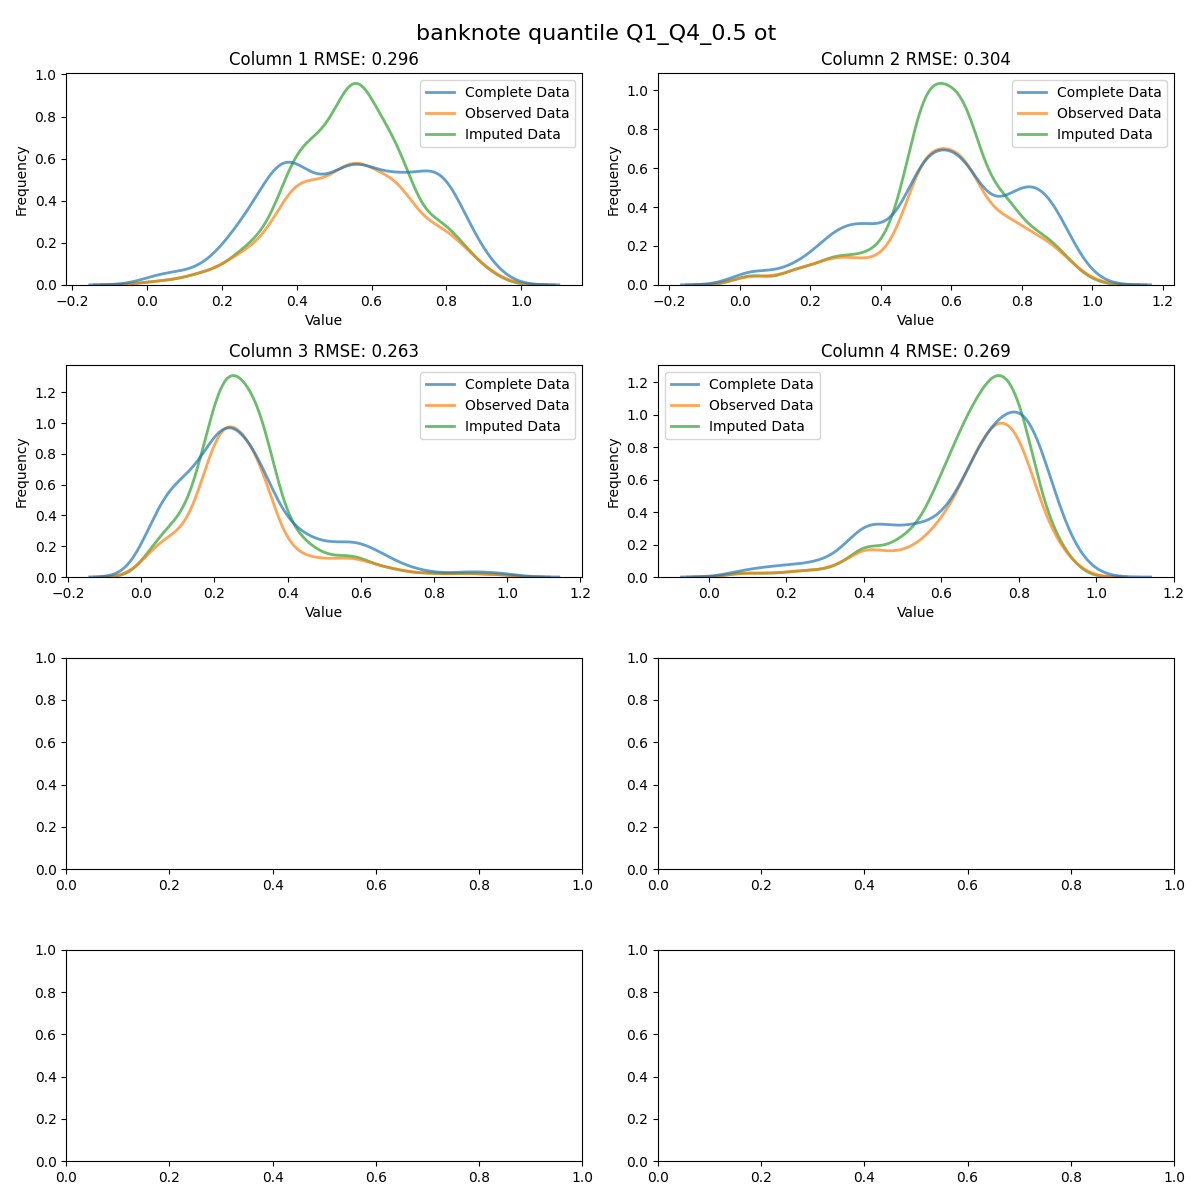 banknote quantile Q1_Q4_0.5 ot
Column 1 RMSE: 0.296
Frequency
1.0
0.8
0.6
0.4
0.2
0.0
Complete Data
Observed Data
Imputed Data
−0.2 0.0 0.2 0.4 0.6 0.8 1.0
Value
Column 2 RMSE: 0.304
Frequency
1.0
0.8
0.6
0.4
0.2
0.0
Complete Data
Observed Data
Imputed Data
−0.2 0.0 0.2 0.4 0.6 0.8 1.0 1.2
Value
Column 3 RMSE: 0.263
Frequency
1.2
1.0
0.8
0.6
0.4
0.2
0.0
Complete Data
Observed Data
Imputed Data
−0.2 0.0 0.2 0.4 0.6 0.8 1.0 1.2
Value
Column 4 RMSE: 0.269
Frequency
1.2
1.0
0.8
0.6
0.4
0.2
0.0
Complete Data
Observed Data
Imputed Data
0.0 0.2 0.4 0.6 0.8 1.0 1.2
Value
1.0
0.8
0.6
0.4
0.2
0.0
0.0 0.2 0.4 0.6 0.8 1.0
1.0
0.8
0.6
0.4
0.2
0.0
0.0 0.2 0.4 0.6 0.8 1.0
1.0
0.8
0.6
0.4
0.2
0.0
0.0 0.2 0.4 0.6 0.8 1.0
1.0
0.8
0.6
0.4
0.2
0.0
0.0 0.2 0.4 0.6 0.8 1.0